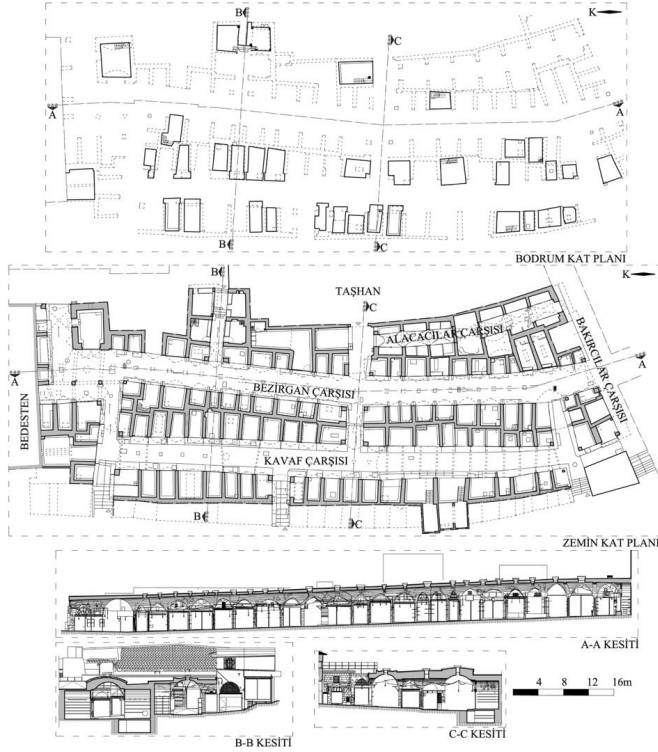 B
K
C
A
A
B
C
BODRUM KAT PLANI
B
TAŞHAN
K
C
ALACACILAR ÇARŞISI
A
A
BEZİRGAN ÇARŞISI
BAKIRCILAR ÇARŞISI
BEDESTEN
KAVAF ÇARŞISI
B
C
ZEMİN KAT PLANI
A-A KESİTİ
4 8 12 16m
B-B KESİTİ
C-C KESİTİ